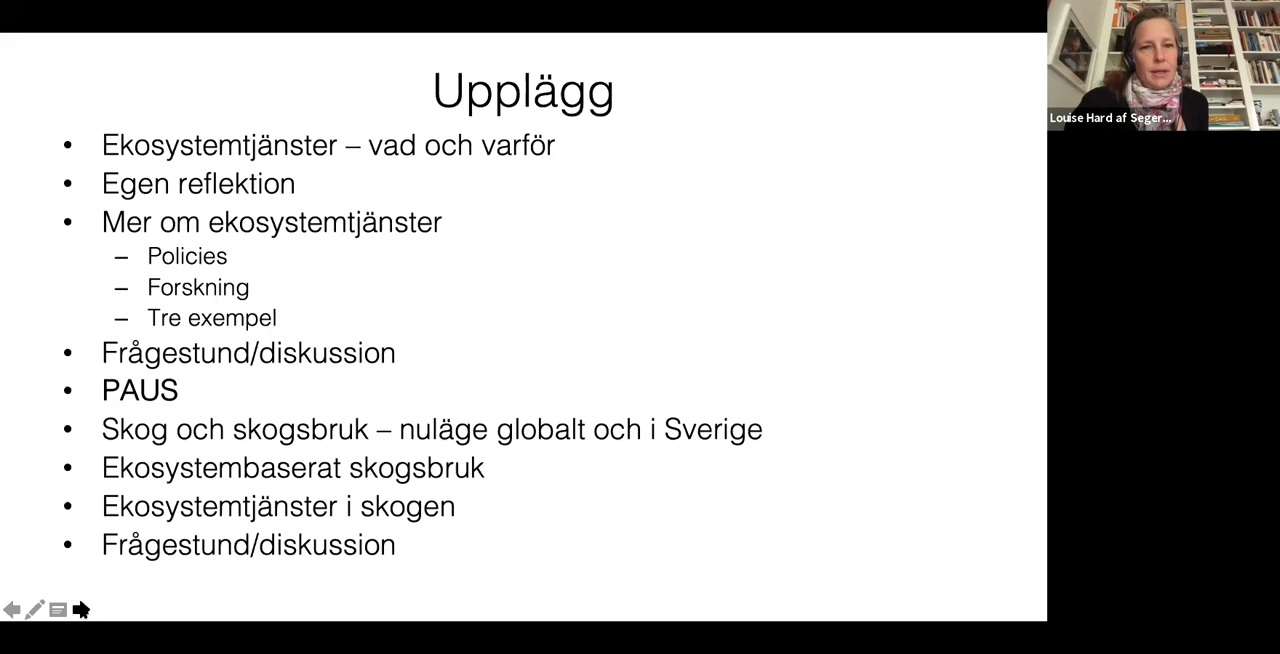 Upplägg
• Ekosystemtjänster – vad och varför
• Egen reflektion
• Mer om ekosystemtjänster
– Policies
– Forskning
– Tre exempel
• Frågestund/diskussion
• PAUS
• Skog och skogsbruk – nuläge globalt och i Sverige
• Ekosystembaserat skogsbruk
• Ekosystemtjänster i skogen
• Frågestund/diskussion
Louise Hard af Seger...